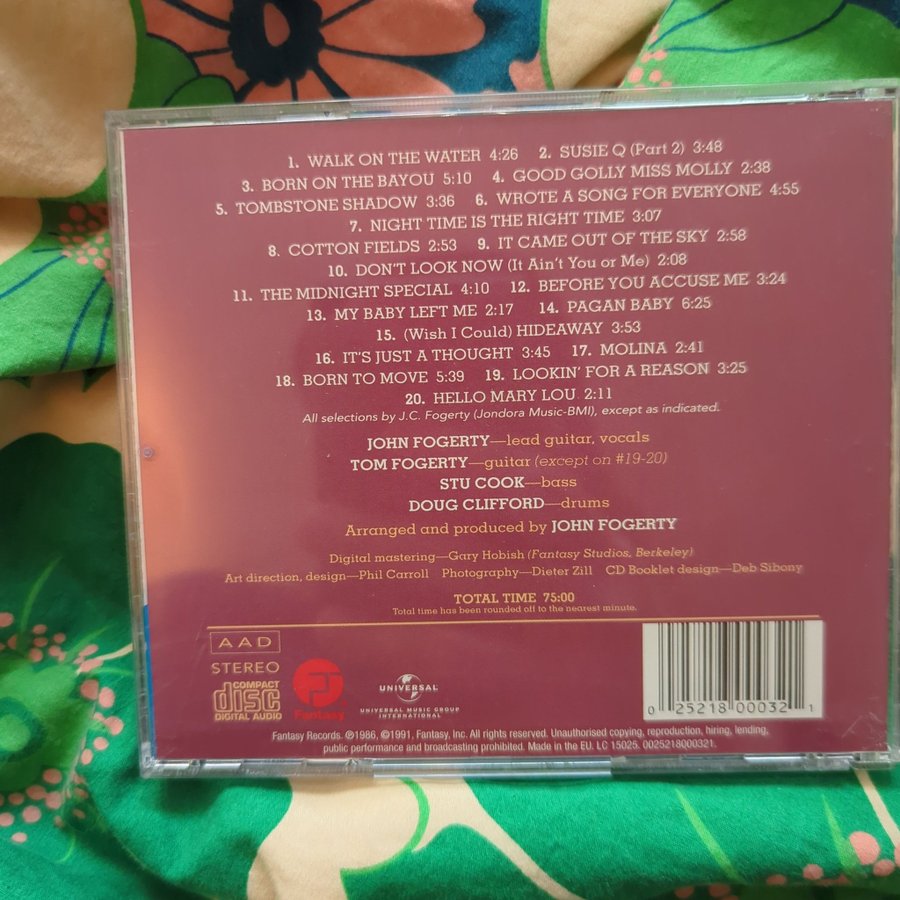 1. WALK ON THE WATER 4:26 2. SUSIE Q (Part 2) 3:48
3. BORN ON THE BAYOU 5:10 4. GOOD GOLLY MISS MOLLY 2:38
5. TOMBSTONE SHADOW 3:36 6. WROTE A SONG FOR EVERYONE 4:55
7. NIGHT TIME IS THE RIGHT TIME 3:07
8. COTTON FIELDS 2:53 9. IT CAME OUT OF THE SKY 2:58
10. DON'T LOOK NOW (It Ain't You or Me) 2:08
11. THE MIDNIGHT SPECIAL 4:10 12. BEFORE YOU ACCUSE ME 3:24
13. MY BABY LEFT ME 2:17 14. PAGAN BABY 6:25
15. (Wish I Could) HIDEAWAY 3:53
16. IT'S JUST A THOUGHT 3:45 17. MOLINA 2:41
18. BORN TO MOVE 5:39 19. LOOKIN' FOR A REASON 3:25
20. HELLO MARY LOU 2:11
All selections by J.C. Fogerty (Jondora Music-BMI), except as indicated.
JOHN FOGERTY—lead guitar, vocals
TOM FOGERTY—guitar (except on #19-20)
STU COOK—bass
DOUG CLIFFORD—drums
Arranged and produced by JOHN FOGERTY
Digital mastering—Gary Hobish (Fantasy Studios, Berkeley)
Art direction, design—Phil Carroll Photography—Dieter Zill CD Booklet design—Deb Sibony
TOTAL TIME 75:00
Total time has been rounded off to the nearest minute.
AAD
STEREO
COMPACT
disc
DIGITAL AUDIO
Fantasy
UNIVERSAL
UNIVERSAL MUSIC GROUP
INTERNATIONAL
0 25218 00032 1
Fantasy Records. ℗1986, ©1991, Fantasy, Inc. All rights reserved. Unauthorised copying, reproduction, hiring, lending,
public performance and broadcasting prohibited. Made in the EU. LC 15025. 0025218000321.